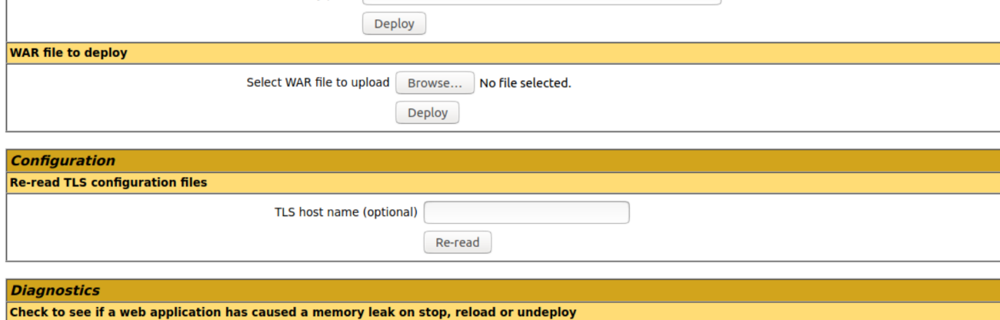 Deploy
WAR file to deploy
Select WAR file to upload Browse... No file selected.
Deploy
Configuration
Re-read TLS configuration files
TLS host name (optional)
Re-read
Diagnostics
Check to see if a web application has caused a memory leak on stop, reload or undeploy